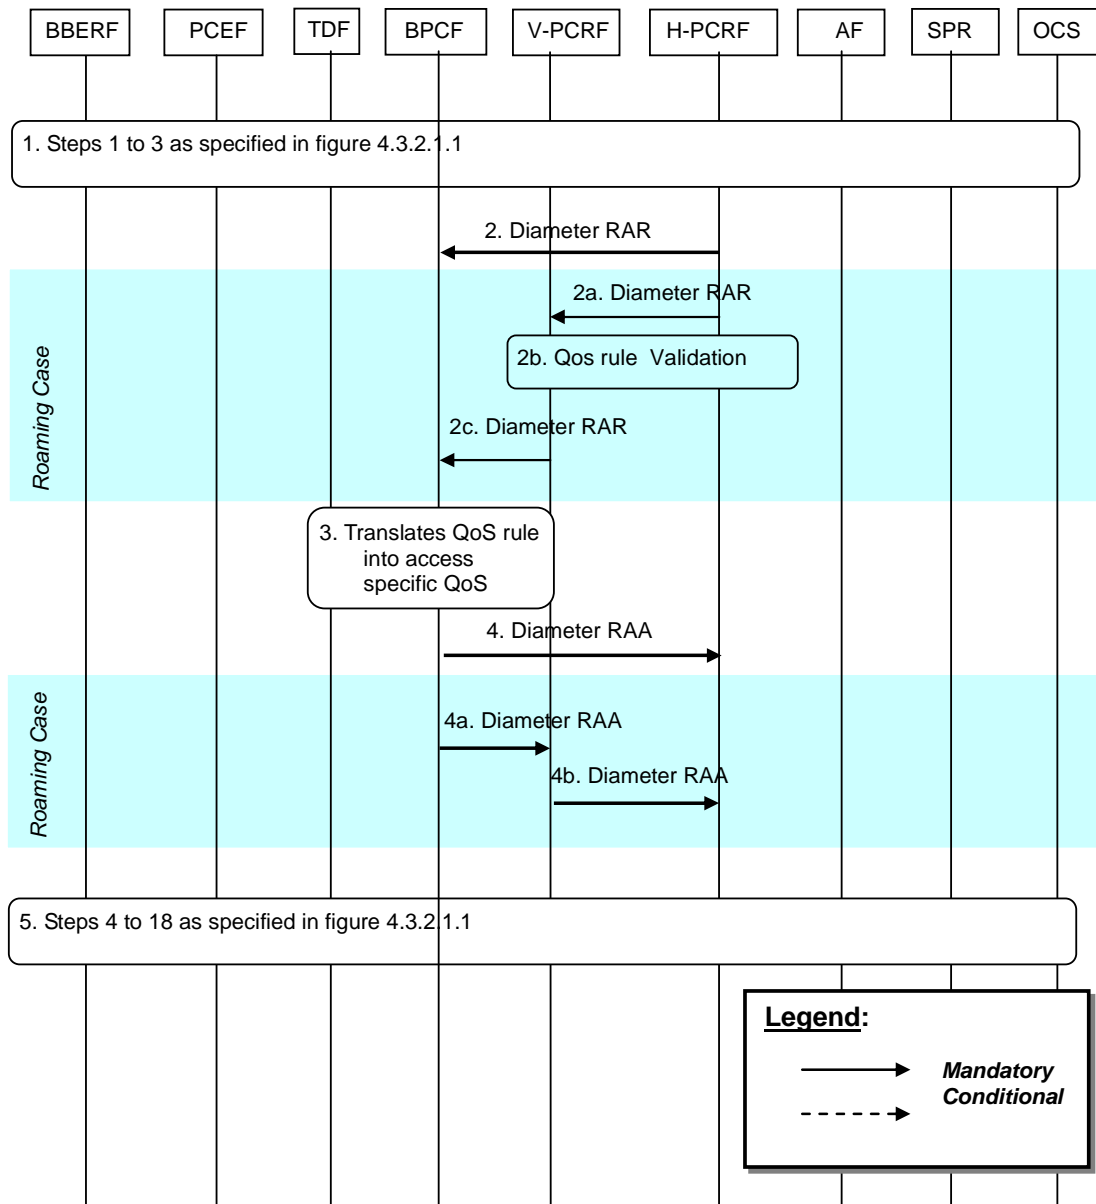 BBERF
PCEF
TDF
BPCF
V-PCRF
H-PCRF
AF
SPR
OCS
1. Steps 1 to 3 as specified in figure 4.3.2.1.1
2. Diameter RAR
Roaming Case
2a. Diameter RAR
2b. Qos rule Validation
2c. Diameter RAR
3. Translates QoS rule
into access
specific QoS
4. Diameter RAA
Roaming Case
4a. Diameter RAA
4b. Diameter RAA
5. Steps 4 to 18 as specified in figure 4.3.2.1.1
Legend:
Mandatory
Conditional